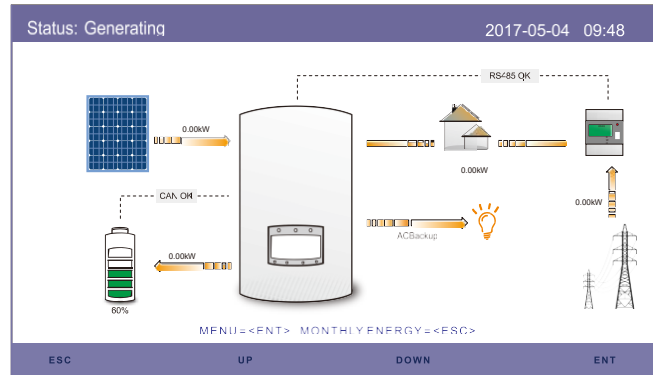 Status: Generating
2017-05-04 09:48
RS485 OK
0.00kW
0.00kW
CAN OK
0.00kW
0.00kW
ACBackup
60%
MENU=<ENT> MONTHLY ENERGY=<ESC>
ESC UP DOWN ENT